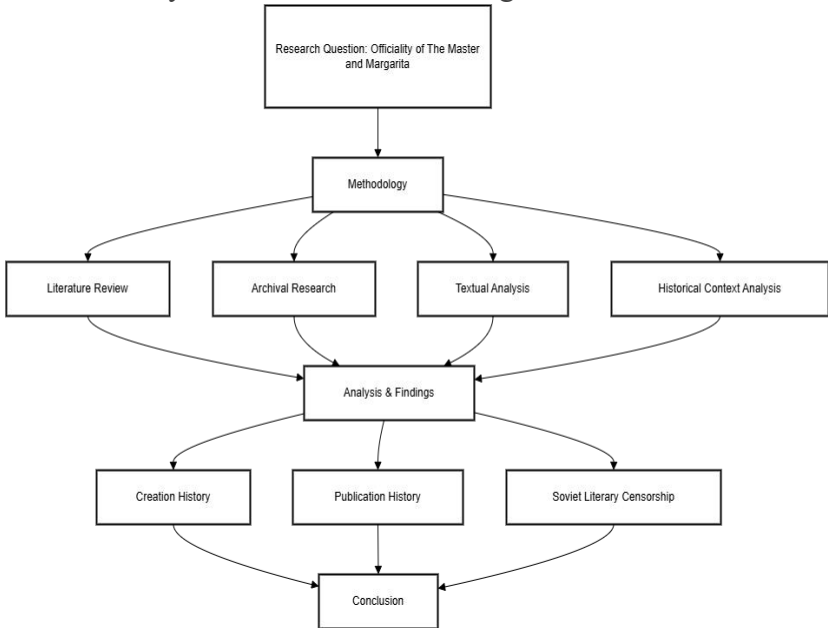 Research Question: Officiality of The Master
and Margarita
Methodology
Literature Review
Archival Research
Textual Analysis
Historical Context Analysis
Analysis & Findings
Creation History
Publication History
Soviet Literary Censorship
Conclusion